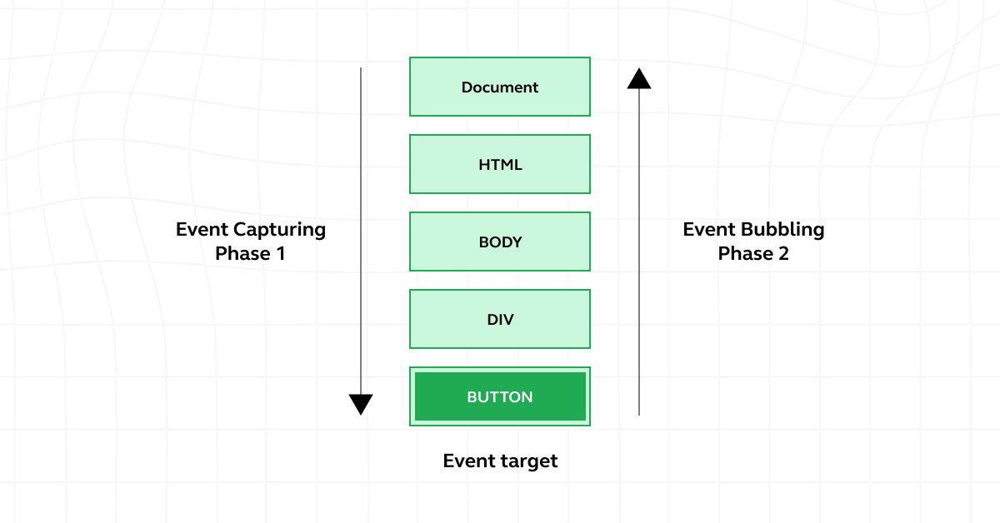 Document
HTML
BODY
DIV
BUTTON
Event target
Event Capturing
Phase 1
Event Bubbling
Phase 2